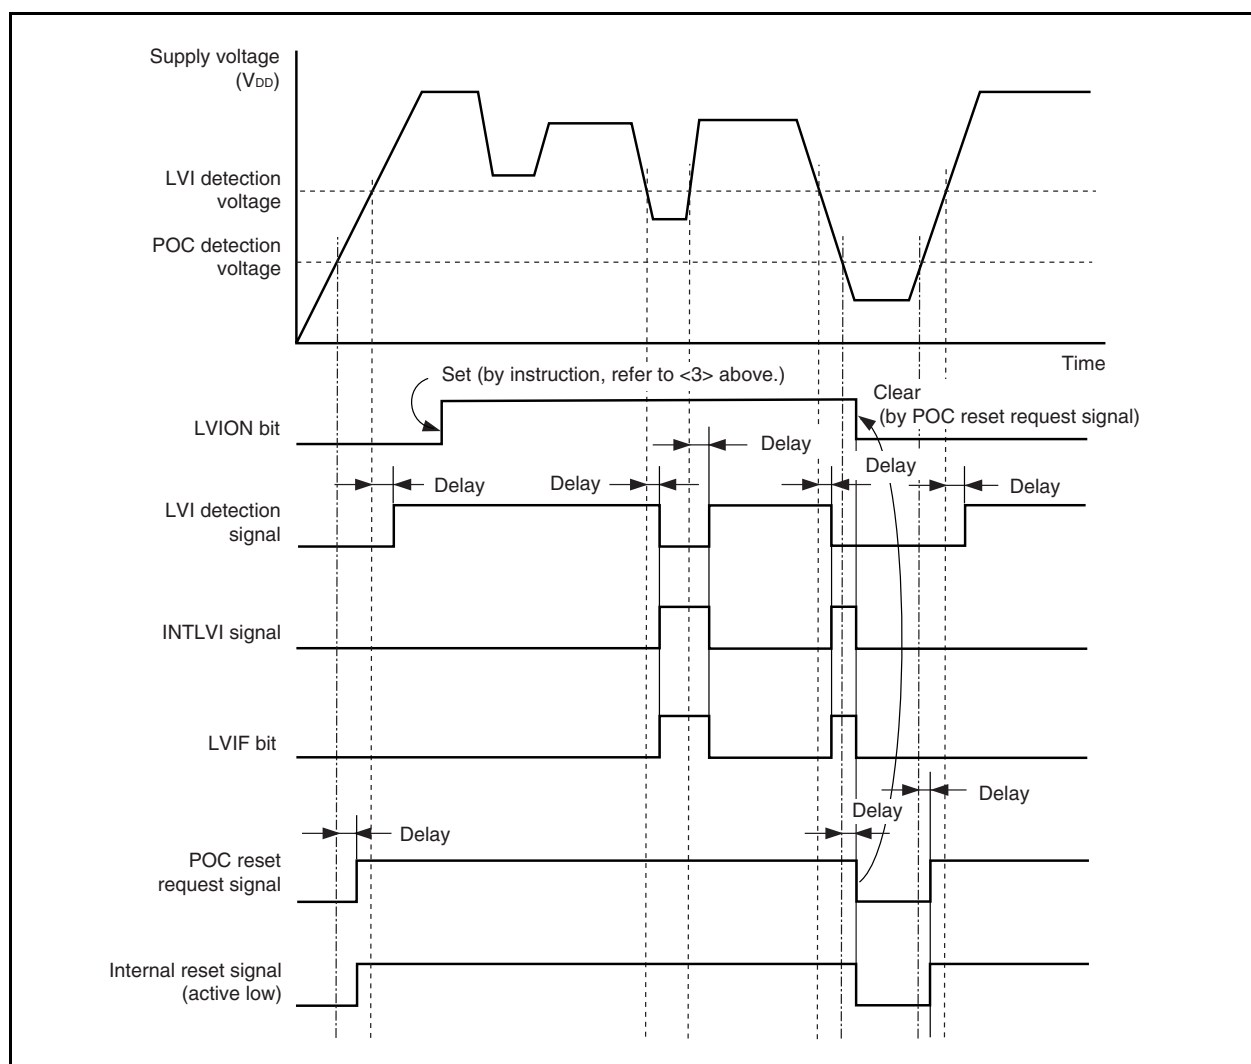 Supply voltage
(VDD)
LVI detection
voltage
POC detection
voltage
Time
Set (by instruction, refer to <3> above.)
Clear
(by POC reset request signal)
LVION bit
Delay
Delay
Delay
Delay
Delay
LVI detection
signal
INTLVI signal
LVIF bit
Delay
Delay
Delay
POC reset
request signal
Internal reset signal
(active low)